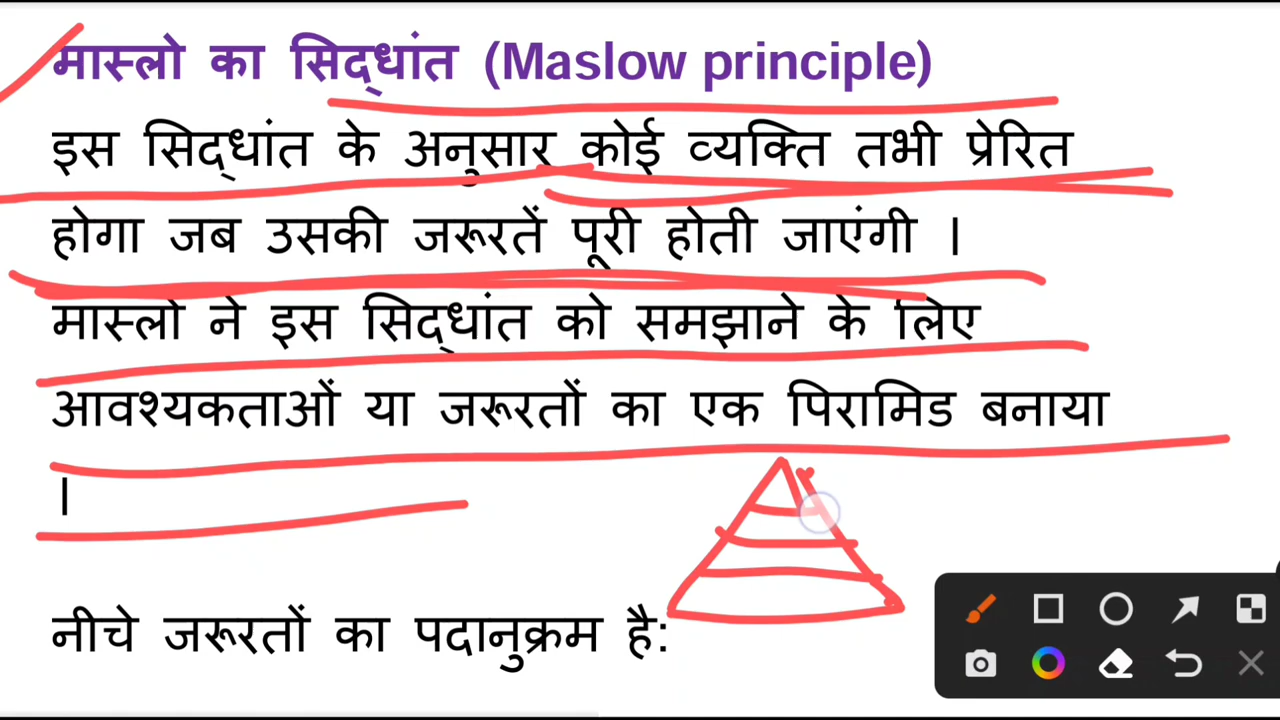 मास्लो का सिद्धांत (Maslow principle)
इस सिद्धांत के अनुसार कोई व्यक्ति तभी प्रेरित
होगा जब उसकी जरूरतें पूरी होती जाएंगी ।
मास्लो ने इस सिद्धांत को समझाने के लिए
आवश्यकताओं या जरूरतों का एक पिरामिड बनाया
।
नीचे जरूरतों का पदानुक्रम है: